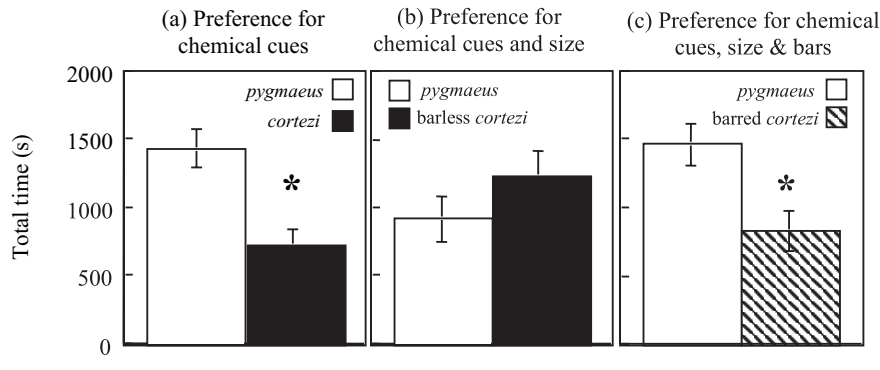 (a) Preference for
chemical cues
(b) Preference for
chemical cues and size
(c) Preference for chemical
cues, size & bars
Total time (s)
2000
1500
1000
500
0
pygmaeus
cortezi
*
pygmaeus
barless cortezi
pygmaeus
barred cortezi
*